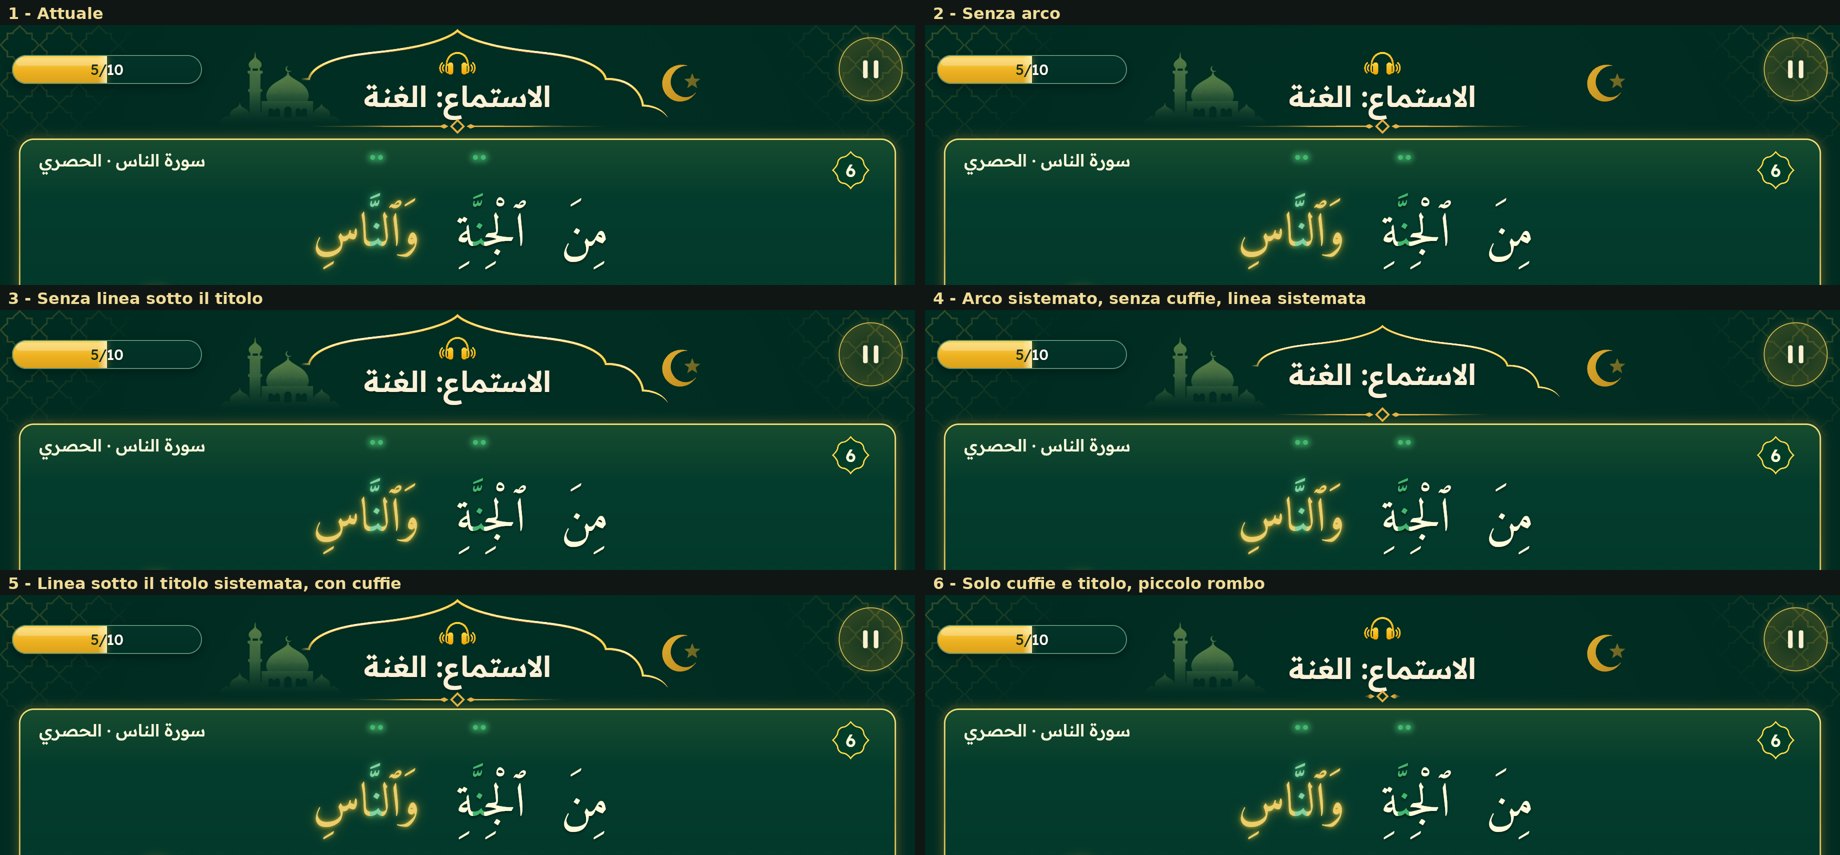 1 - Attuale
5/10
الاستماع: الغنة
سورة الناس · الحصري
6
مِنَ ٱلْجِنَّةِ وَٱلنَّاسِ
2 - Senza arco
5/10
الاستماع: الغنة
سورة الناس · الحصري
6
مِنَ ٱلْجِنَّةِ وَٱلنَّاسِ
3 - Senza linea sotto il titolo
5/10
الاستماع: الغنة
سورة الناس · الحصري
6
مِنَ ٱلْجِنَّةِ وَٱلنَّاسِ
4 - Arco sistemato, senza cuffie, linea sistemata
5/10
الاستماع: الغنة
سورة الناس · الحصري
6
مِنَ ٱلْجِنَّةِ وَٱلنَّاسِ
5 - Linea sotto il titolo sistemata, con cuffie
5/10
الاستماع: الغنة
سورة الناس · الحصري
6
مِنَ ٱلْجِنَّةِ وَٱلنَّاسِ
6 - Solo cuffie e titolo, piccolo rombo
5/10
الاستماع: الغنة
سورة الناس · الحصري
6
مِنَ ٱلْجِنَّةِ وَٱلنَّاسِ